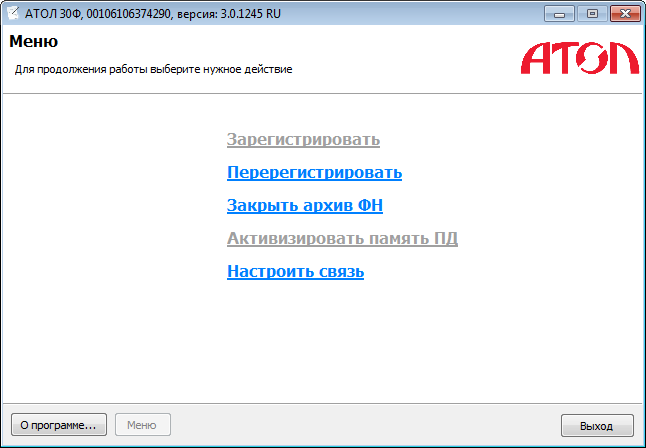 АТОЛ 30Ф, 00106106374290, версия: 3.0.1245 RU
Меню
Для продолжения работы выберите нужное действие
АТОЛ
Зарегистрировать
Перерегистрировать
Закрыть архив ФН
Активизировать память ПД
Настроить связь
О программе...
Меню
Выход